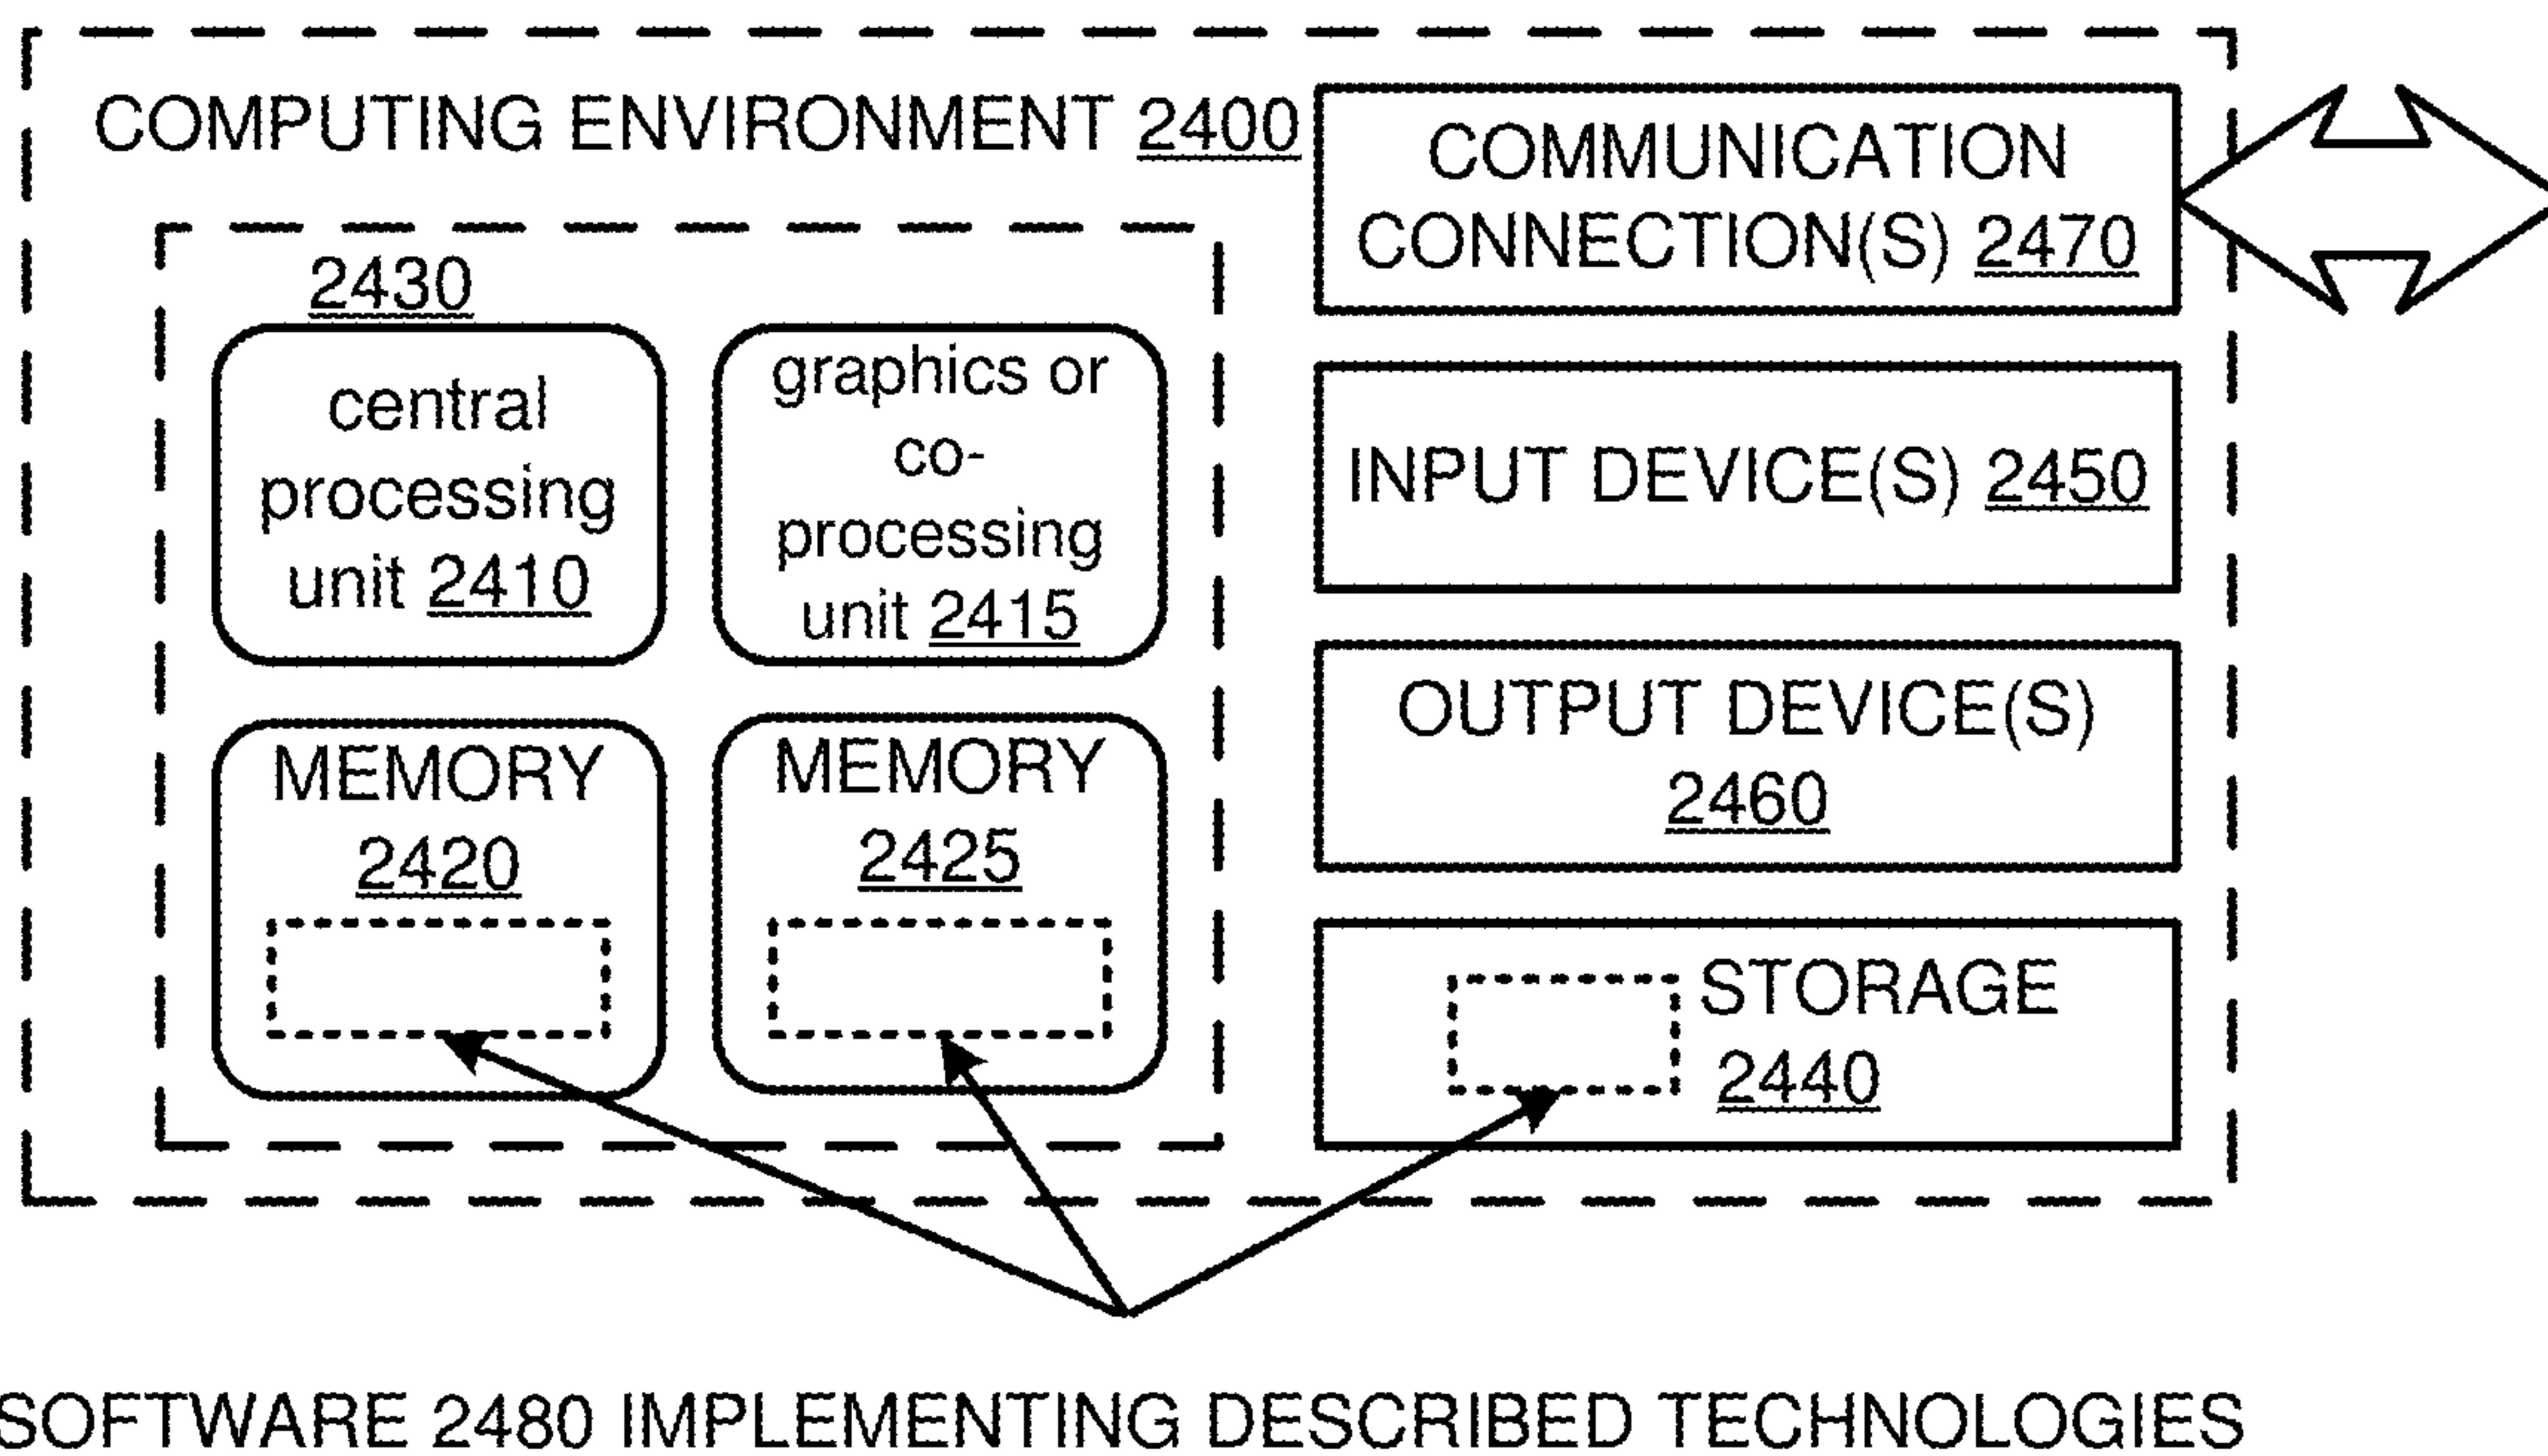 COMPUTING ENVIRONMENT 2400
2430
central
processing
unit 2410
graphics or
co-
processing
unit 2415
MEMORY
2420
MEMORY
2425
COMMUNICATION
CONNECTION(S) 2470
INPUT DEVICE(S) 2450
OUTPUT DEVICE(S)
2460
STORAGE
2440
SOFTWARE 2480 IMPLEMENTING DESCRIBED TECHNOLOGIES